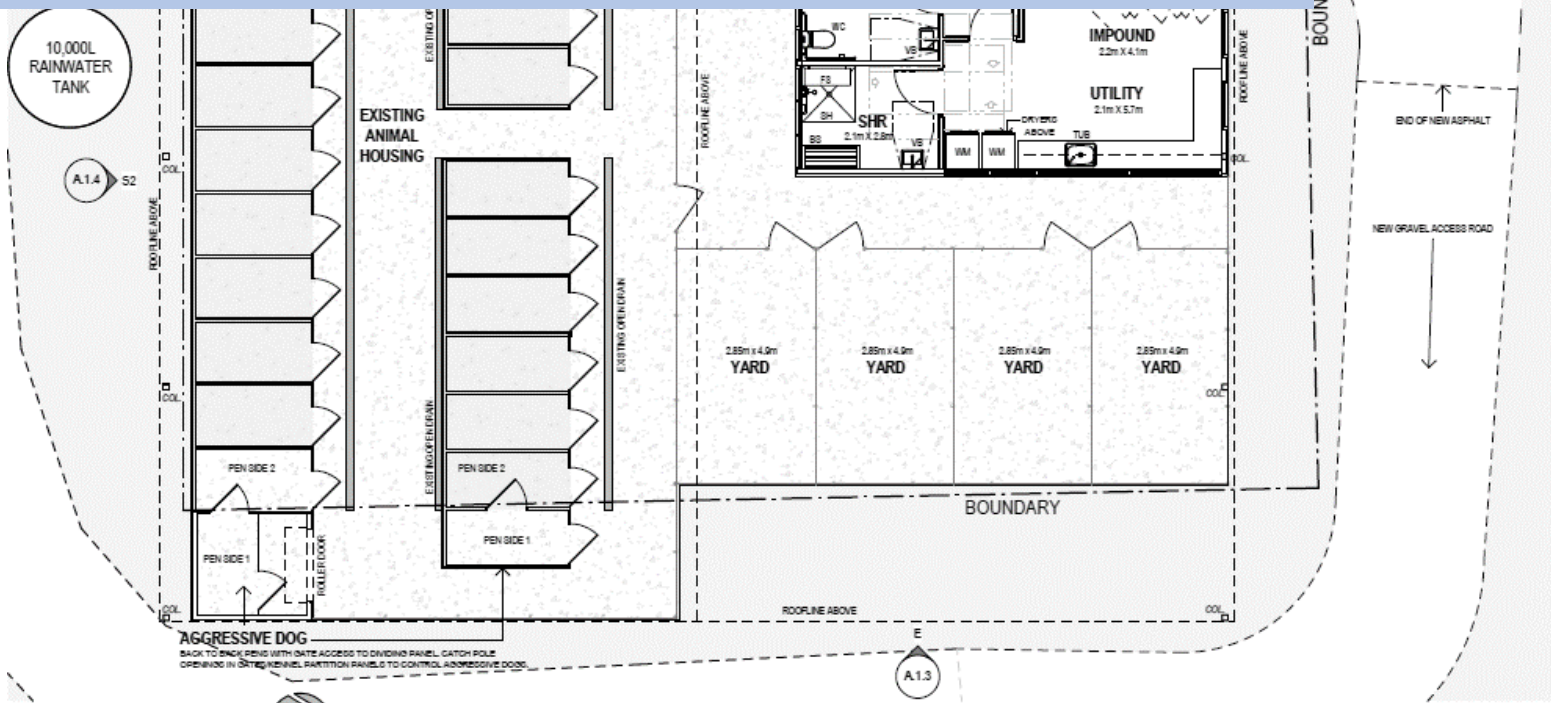 10,000L
RAINWATER
TANK
EXISTING
ANIMAL
HOUSING
A.1.4
52
COL.
ROOFLINE ABOVE
COL.
ROOFLINE ABOVE
WC
VB
FS
SH
SHR
2.1m X 2.8m
BS
VB
IMPOUND
2.2m X 4.1m
UTILITY
2.1m X 5.7m
DRYERS
ABOVE
WM
WM
TUB
COL.
ROOFLINE ABOVE
END OF NEW ASPHALT
NEW GRAVEL ACCESS ROAD
EXISTING OPEN DRAIN
EXISTING OPEN DRAIN
2.85m x 4.9m
YARD
2.85m x 4.9m
YARD
2.85m x 4.9m
YARD
2.85m x 4.9m
YARD
COL.
PEN SIDE 2
PEN SIDE 2
PEN SIDE 1
PEN SIDE 1
ROLLER DOOR
BOUNDARY
COL.
ROOFLINE ABOVE
COL.
AGGRESSIVE DOG
BACK TO BACK PENS WITH GATE ACCESS TO DIVIDING PANEL. CATCH POLE
OPENINGS IN GATES/KENNEL PARTITION PANELS TO CONTROL AGGRESSIVE DOGS.
E
A.1.3